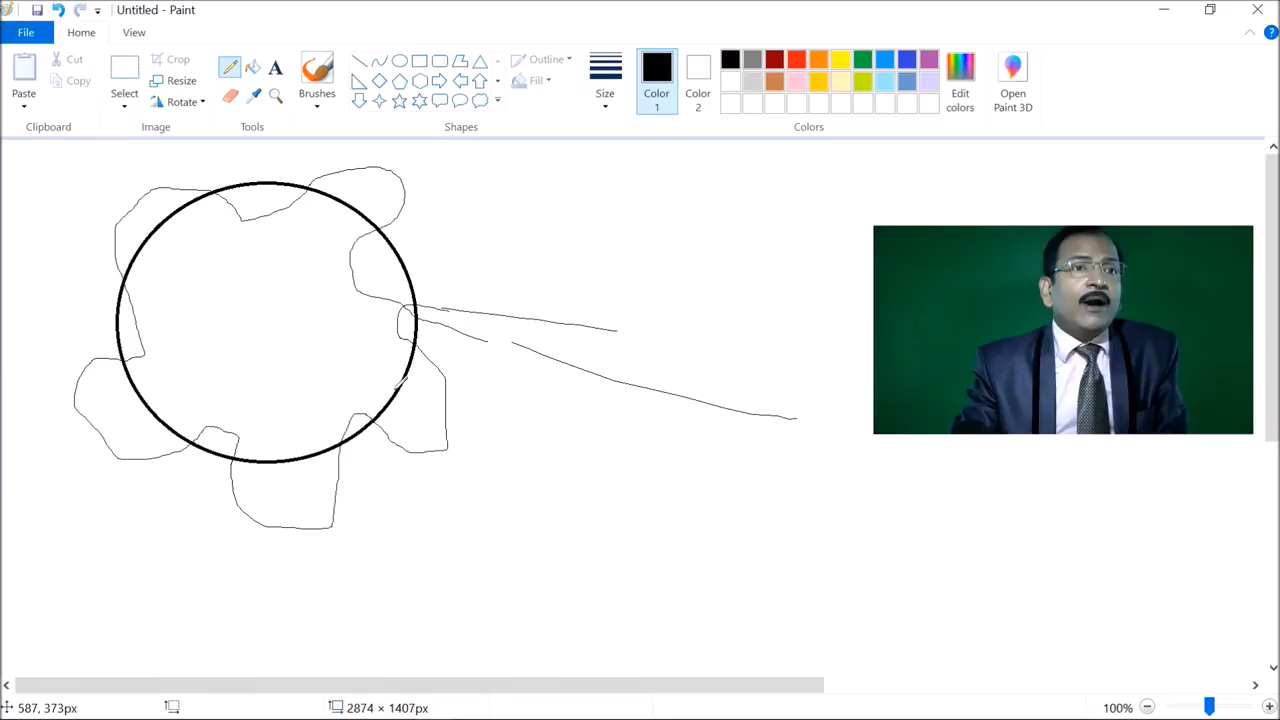 Untitled - Paint
File
Home
View
Paste
Cut
Copy
Clipboard
Select
Crop
Resize
Rotate
Image
A
Tools
Brushes
Outline
Fill
Shapes
Size
Color
1
Color
2
Colors
Edit
colors
Open
Paint 3D
587, 373px
2874 × 1407px
100%